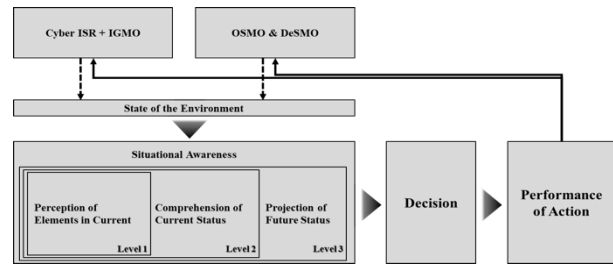 Cyber ISR + IGMO
OSMO & DeSMO
State of the Environment
Situational Awareness
Perception of
Elements in Current
Level 1
Comprehension of
Current Status
Level 2
Projection of
Future Status
Level 3
Decision
Performance
of Action